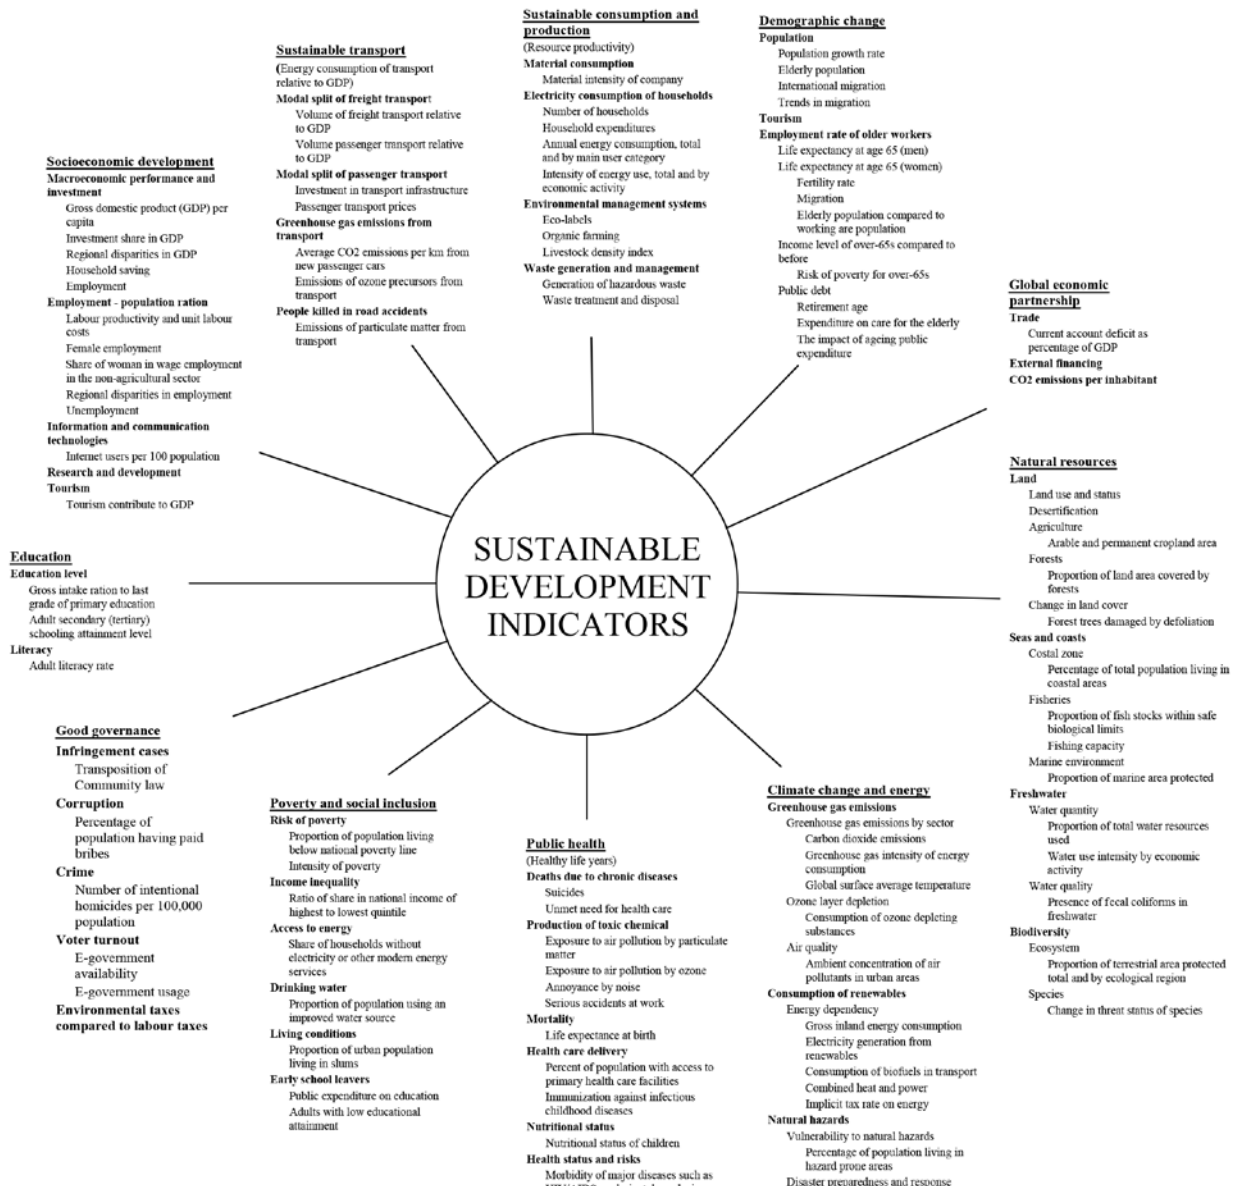 Sustainable consumption and
production
(Resource productivity)
Material consumption
Material intensity of company
Electricity consumption of households
Number of households
Household expenditures
Annual energy consumption, total
and by main user category
Intensity of energy use, total and by
economic activity
Environmental management systems
Eco-labels
Organic farming
Livestock density index
Waste generation and management
Generation of hazardous waste
Waste treatment and disposal
Demographic change
Population
Population growth rate
Elderly population
International migration
Trends in migration
Tourism
Employment rate of older workers
Life expectancy at age 65 (men)
Life expectancy at age 65 (women)
Fertility rate
Migration
Elderly population compared to
working are population
Income level of over-65s compared to
before
Risk of poverty for over-65s
Public debt
Retirement age
Expenditure on care for the elderly
The impact of ageing public
expenditure
Sustainable transport
(Energy consumption of transport
relative to GDP)
Modal split of freight transport
Volume of freight transport relative
to GDP
Volume passenger transport relative
to GDP
Modal split of passenger transport
Investment in transport infrastructure
Passenger transport prices
Greenhouse gas emissions from
transport
Average CO2 emissions per km from
new passenger cars
Emissions of ozone precursors from
transport
People killed in road accidents
Emissions of particulate matter from
transport
Socioeconomic development
Macroeconomic performance and
investment
Gross domestic product (GDP) per
capita
Investment share in GDP
Regional disparities in GDP
Household saving
Employment
Employment - population ration
Labour productivity and unit labour
costs
Female employment
Share of woman in wage employment
in the non-agricultural sector
Regional disparities in employment
Unemployment
Information and communication
technologies
Internet users per 100 population
Research and development
Tourism
Tourism contribute to GDP
Global economic
partnership
Trade
Current account deficit as
percentage of GDP
External financing
CO2 emissions per inhabitant
Natural resources
Land
Land use and status
Desertification
Agriculture
Arable and permanent cropland area
Forests
Proportion of land area covered by
forests
Change in land cover
Forest trees damaged by defoliation
Seas and coasts
Costal zone
Percentage of total population living in
coastal areas
Fisheries
Proportion of fish stocks within safe
biological limits
Fishing capacity
Marine environment
Proportion of marine area protected
Freshwater
Water quantity
Proportion of total water resources
used
Water use intensity by economic
activity
Water quality
Presence of fecal coliforms in
freshwater
Biodiversity
Ecosystem
Proportion of terrestrial area protected
total and by ecological region
Species
Change in threat status of species
SUSTAINABLE
DEVELOPMENT
INDICATORS
Education
Education level
Gross intake ration to last
grade of primary education
Adult secondary (tertiary)
schooling attainment level
Literacy
Adult literacy rate
Good governance
Infringement cases
Transposition of
Community law
Corruption
Percentage of
population having paid
bribes
Crime
Number of intentional
homicides per 100,000
population
Voter turnout
E-government
availability
E-government usage
Environmental taxes
compared to labour taxes
Poverty and social inclusion
Risk of poverty
Proportion of population living
below national poverty line
Intensity of poverty
Income inequality
Ratio of share in national income of
highest to lowest quintile
Access to energy
Share of households without
electricity or other modern energy
services
Drinking water
Proportion of population using an
improved water source
Living conditions
Proportion of urban population
living in slums
Early school leavers
Public expenditure on education
Adults with low educational
attainment
Public health
(Healthy life years)
Deaths due to chronic diseases
Suicides
Unmet need for health care
Production of toxic chemical
Exposure to air pollution by particulate
matter
Exposure to air pollution by ozone
Annoyance by noise
Serious accidents at work
Mortality
Life expectance at birth
Health care delivery
Percent of population with access to
primary health care facilities
Immunization against infectious
childhood diseases
Nutritional status
Nutritional status of children
Health status and risks
Morbidity of major diseases such as
Climate change and energy
Greenhouse gas emissions
Greenhouse gas emissions by sector
Carbon dioxide emissions
Greenhouse gas intensity of energy
consumption
Global surface average temperature
Ozone layer depletion
Consumption of ozone depleting
substances
Air quality
Ambient concentration of air
pollutants in urban areas
Consumption of renewables
Energy dependency
Gross inland energy consumption
Electricity generation from
renewables
Consumption of biofuels in transport
Combined heat and power
Implicit tax rate on energy
Natural hazards
Vulnerability to natural hazards
Percentage of population living in
hazard prone areas
Disaster preparedness and response